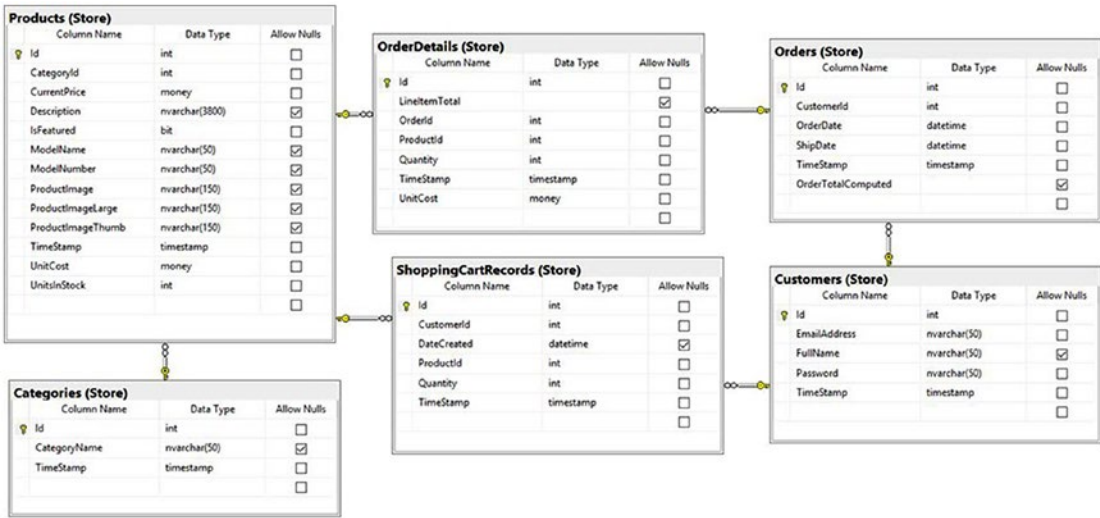 Products (Store)
Column Name Data Type Allow Nulls
Id int
CategoryId int
CurrentPrice money
Description nvarchar(3800)
IsFeatured bit
ModelName nvarchar(50)
ModelNumber nvarchar(50)
ProductImage nvarchar(150)
ProductImageLarge nvarchar(150)
ProductImageThumb nvarchar(150)
TimeStamp timestamp
UnitCost money
UnitsInStock int
OrderDetails (Store)
Column Name Data Type Allow Nulls
Id int
LineItemTotal
OrderId int
ProductId int
Quantity int
TimeStamp timestamp
UnitCost money
Orders (Store)
Column Name Data Type Allow Nulls
Id int
CustomerId int
OrderDate datetime
ShipDate datetime
TimeStamp timestamp
OrderTotalComputed
Categories (Store)
Column Name Data Type Allow Nulls
Id int
CategoryName nvarchar(50)
TimeStamp timestamp
ShoppingCartRecords (Store)
Column Name Data Type Allow Nulls
Id int
CustomerId int
DateCreated datetime
ProductId int
Quantity int
TimeStamp timestamp
Customers (Store)
Column Name Data Type Allow Nulls
Id int
EmailAddress nvarchar(50)
FullName nvarchar(50)
Password nvarchar(50)
TimeStamp timestamp